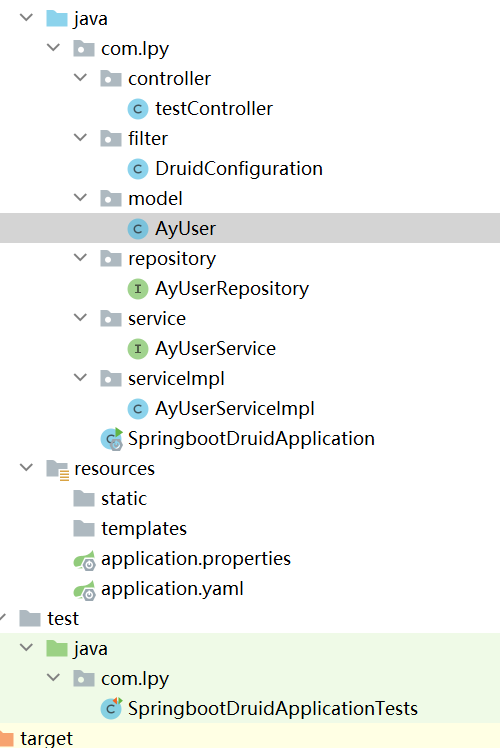 java
com.lpy
controller
testController
filter
DruidConfiguration
model
AyUser
repository
AyUserRepository
service
AyUserService
serviceImpl
AyUserServiceImpl
SpringbootDruidApplication
resources
static
templates
application.properties
application.yaml
test
java
com.lpy
SpringbootDruidApplicationTests
target